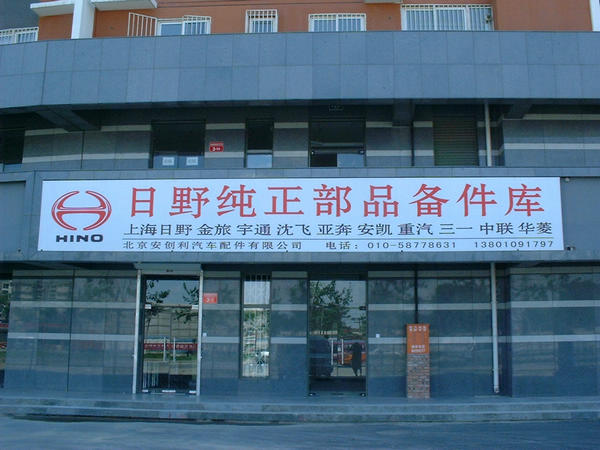 日野纯正部品备件库
HINO
上海日野 金旅 宇通 沈飞 亚奔 安凯 重汽 三一 中联 华菱
北京安创利汽车配件有限公司 电话：010-58778631 13801091797